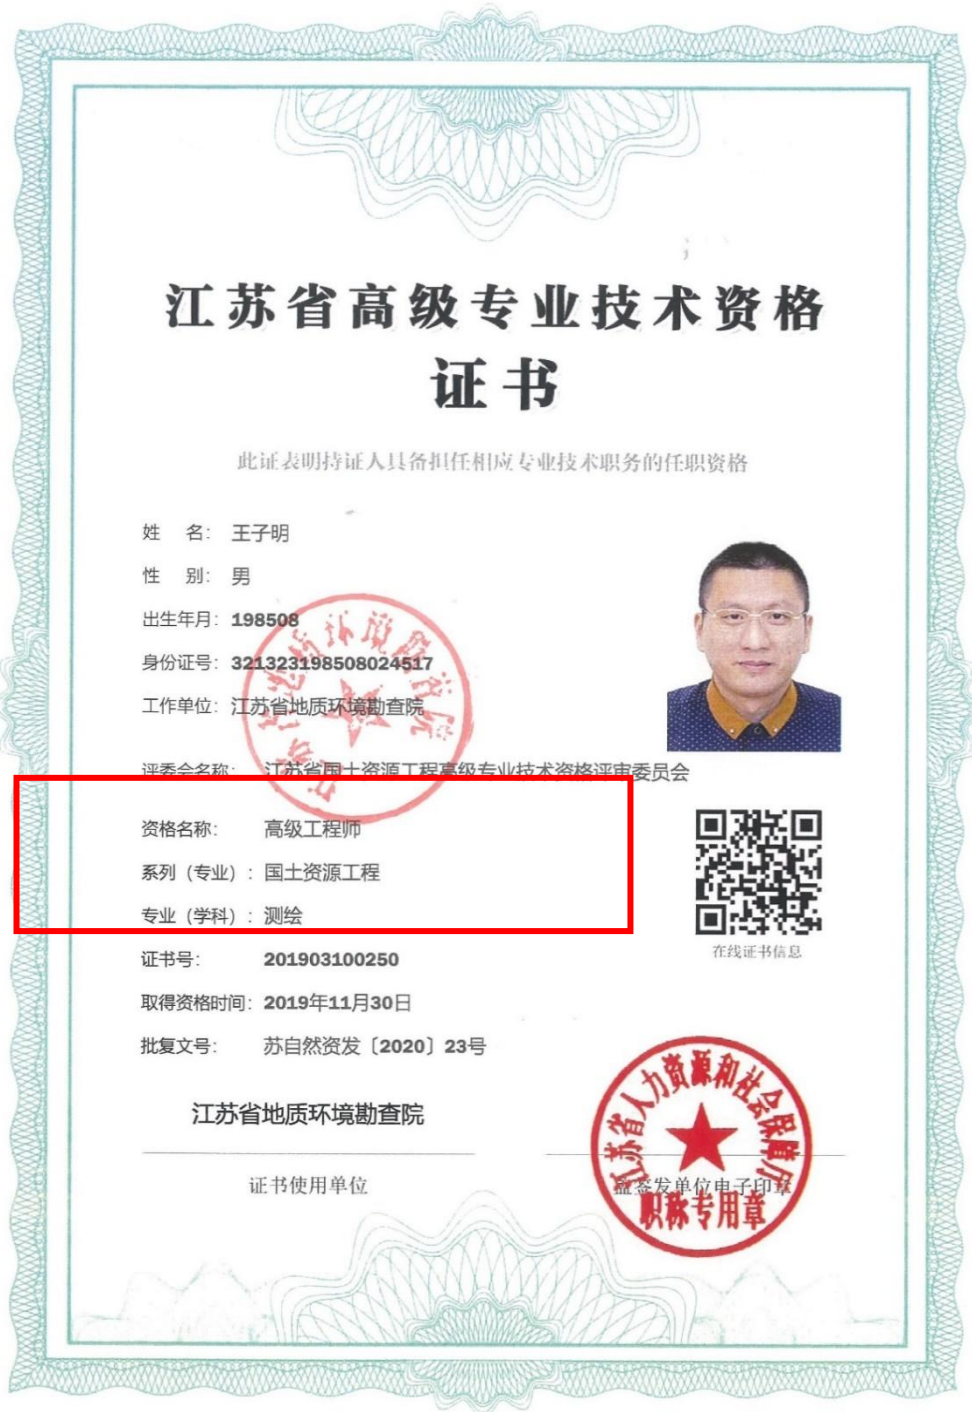 江苏省高级专业技术资格
证书
此证表明持证人具备担任相应专业技术职务的任职资格
姓 名： 王子明
性 别： 男
出生年月： 198508
身份证号： 321323198508024517
工作单位： 江苏省地质环境勘查院
江苏省地质环境勘查院
评委会名称： 江苏省国土资源工程高级专业技术资格评审委员会
资格名称： 高级工程师
系列（专业）： 国土资源工程
专业（学科）： 测绘
在线证书信息
证书号： 201903100250
取得资格时间： 2019年11月30日
批复文号： 苏自然资发〔2020〕23号
江苏省地质环境勘查院
江苏省人力资源和社会保障厅
职称专用章
证书使用单位
签发单位电子印章